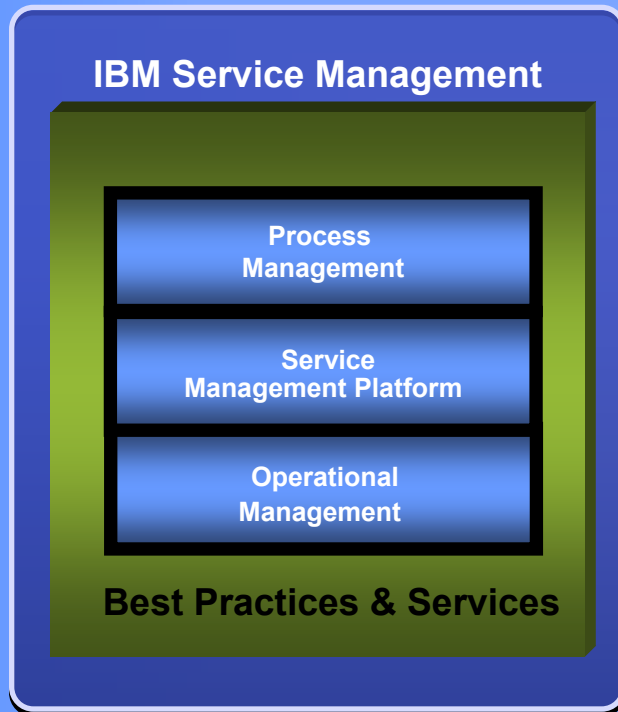 IBM Service Management
Process
Management
Service
Management Platform
Operational
Management
Best Practices & Services